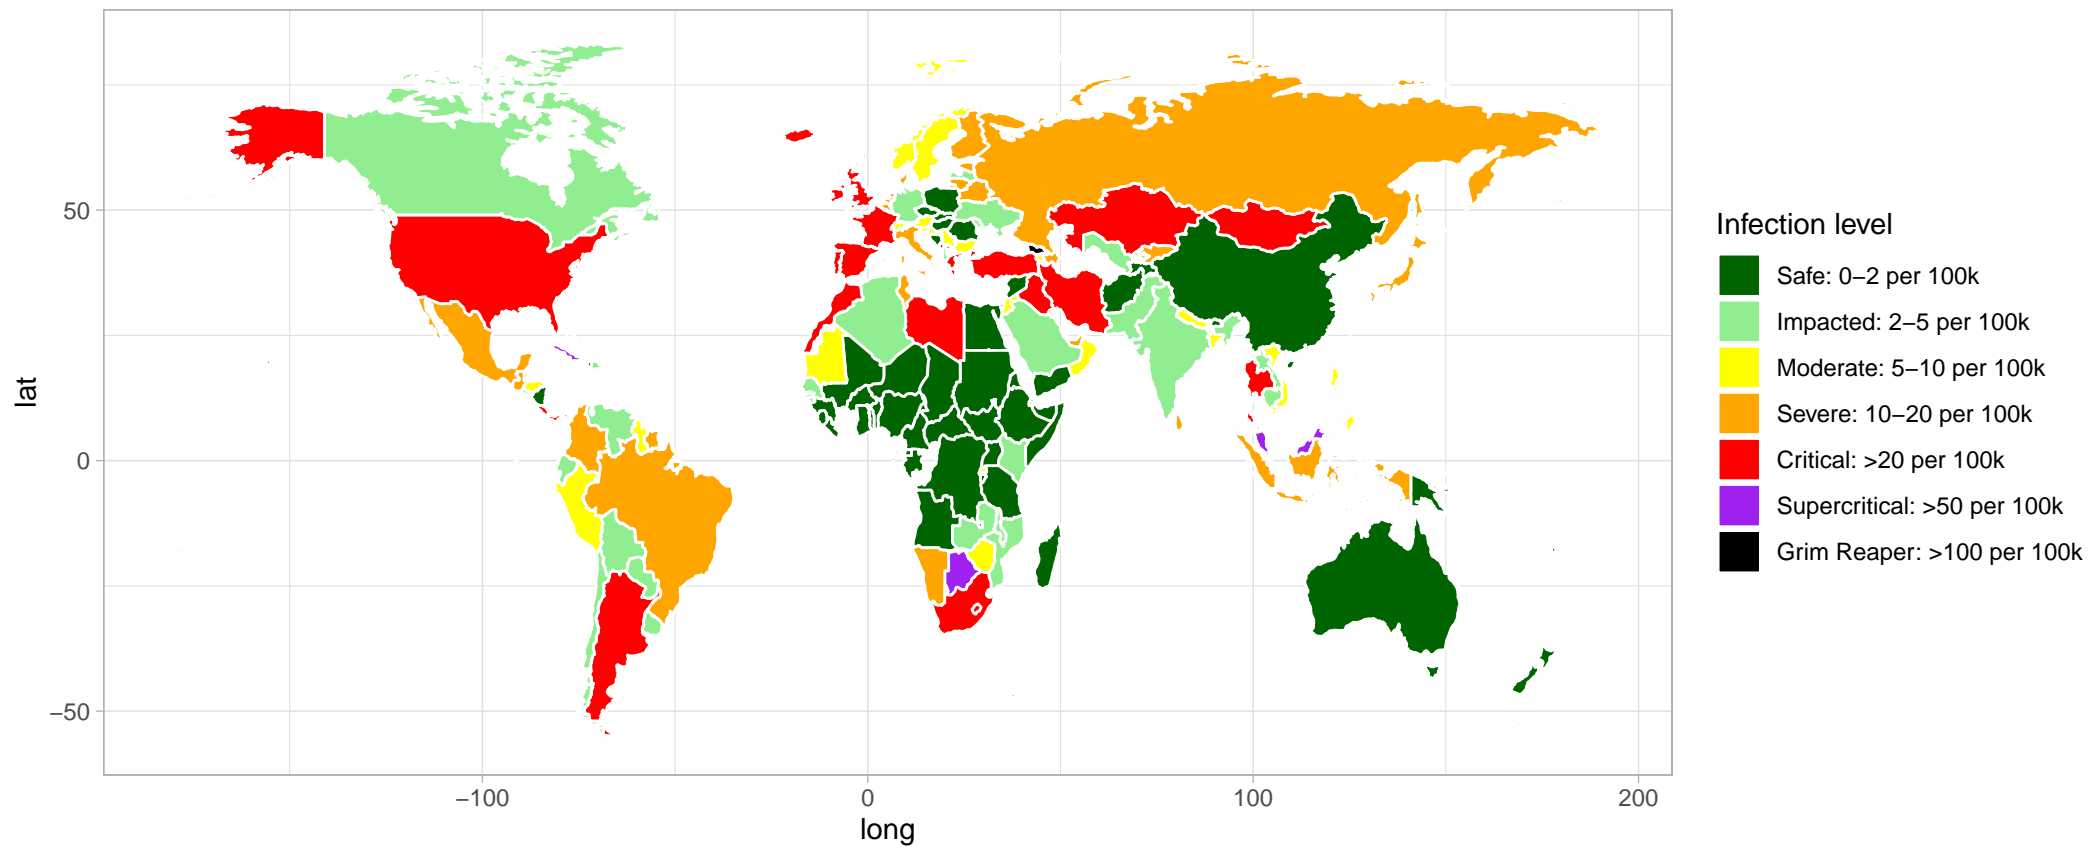 Infection level
Safe: 0–2 per 100k
Impacted: 2–5 per 100k
Moderate: 5–10 per 100k
Severe: 10–20 per 100k
Critical: >20 per 100k
Supercritical: >50 per 100k
Grim Reaper: >100 per 100k
lat
50
0
−50
−100
0
100
200
long